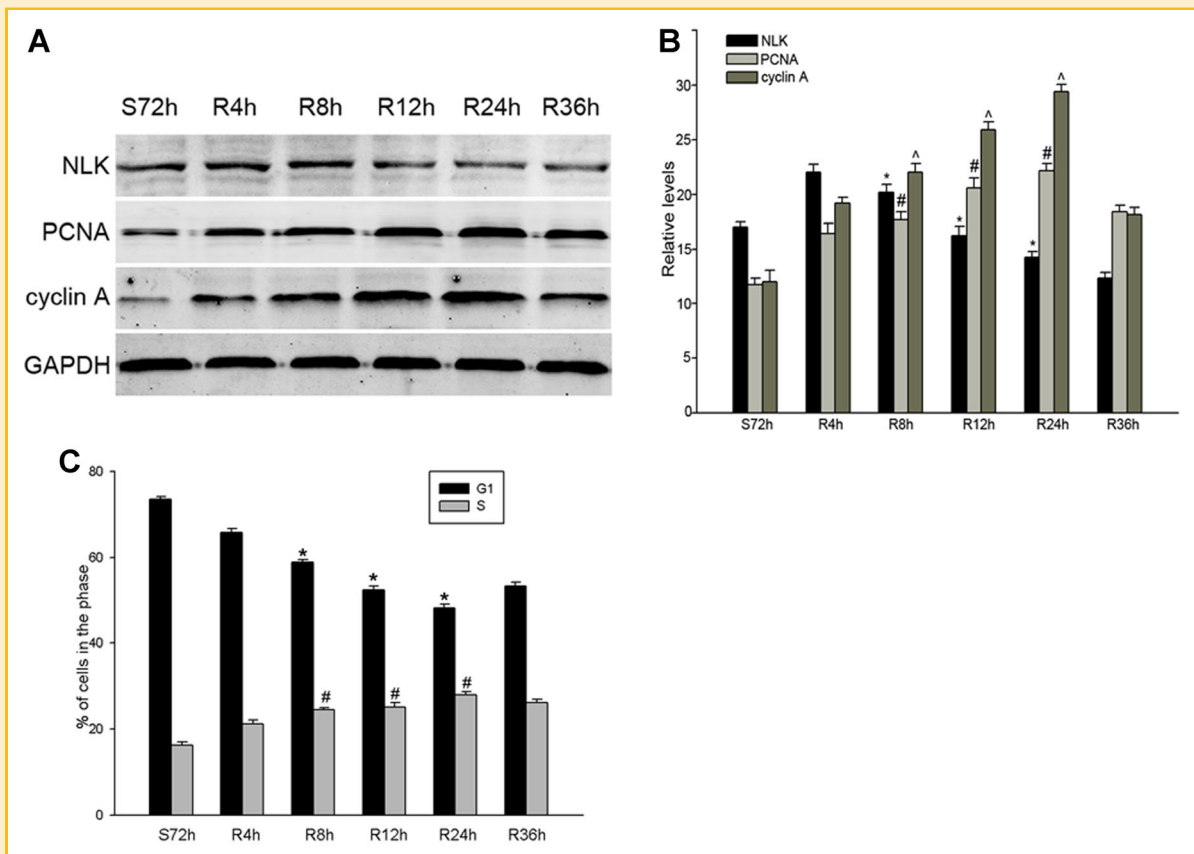 A
S72h R4h R8h R12h R24h R36h
NLK
PCNA
cyclin A
GAPDH
B
NLK
PCNA
cyclin A
Relative levels
30
25
20
15
10
5
0
* # ^
* # ^
* # ^
S72h R4h R8h R12h R24h R36h
C
G1
S
% of cells in the phase
80
60
40
20
0
* * *
# # #
S72h R4h R8h R12h R24h R36h